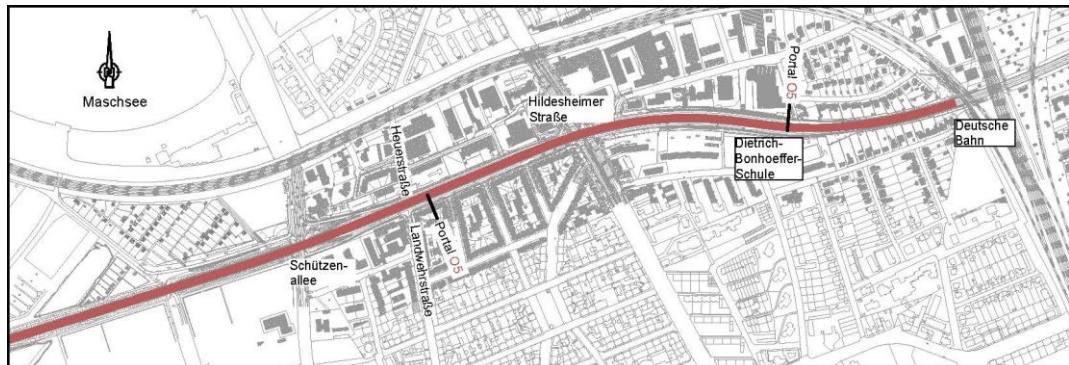 N
Maschsee
Hildesheimer
Straße
Portal O5
Heuerstraße
Dietrich-
Bonhoeffer-
Schule
Deutsche
Bahn
Portal O5
Landwehrstraße
Schützen-
allee